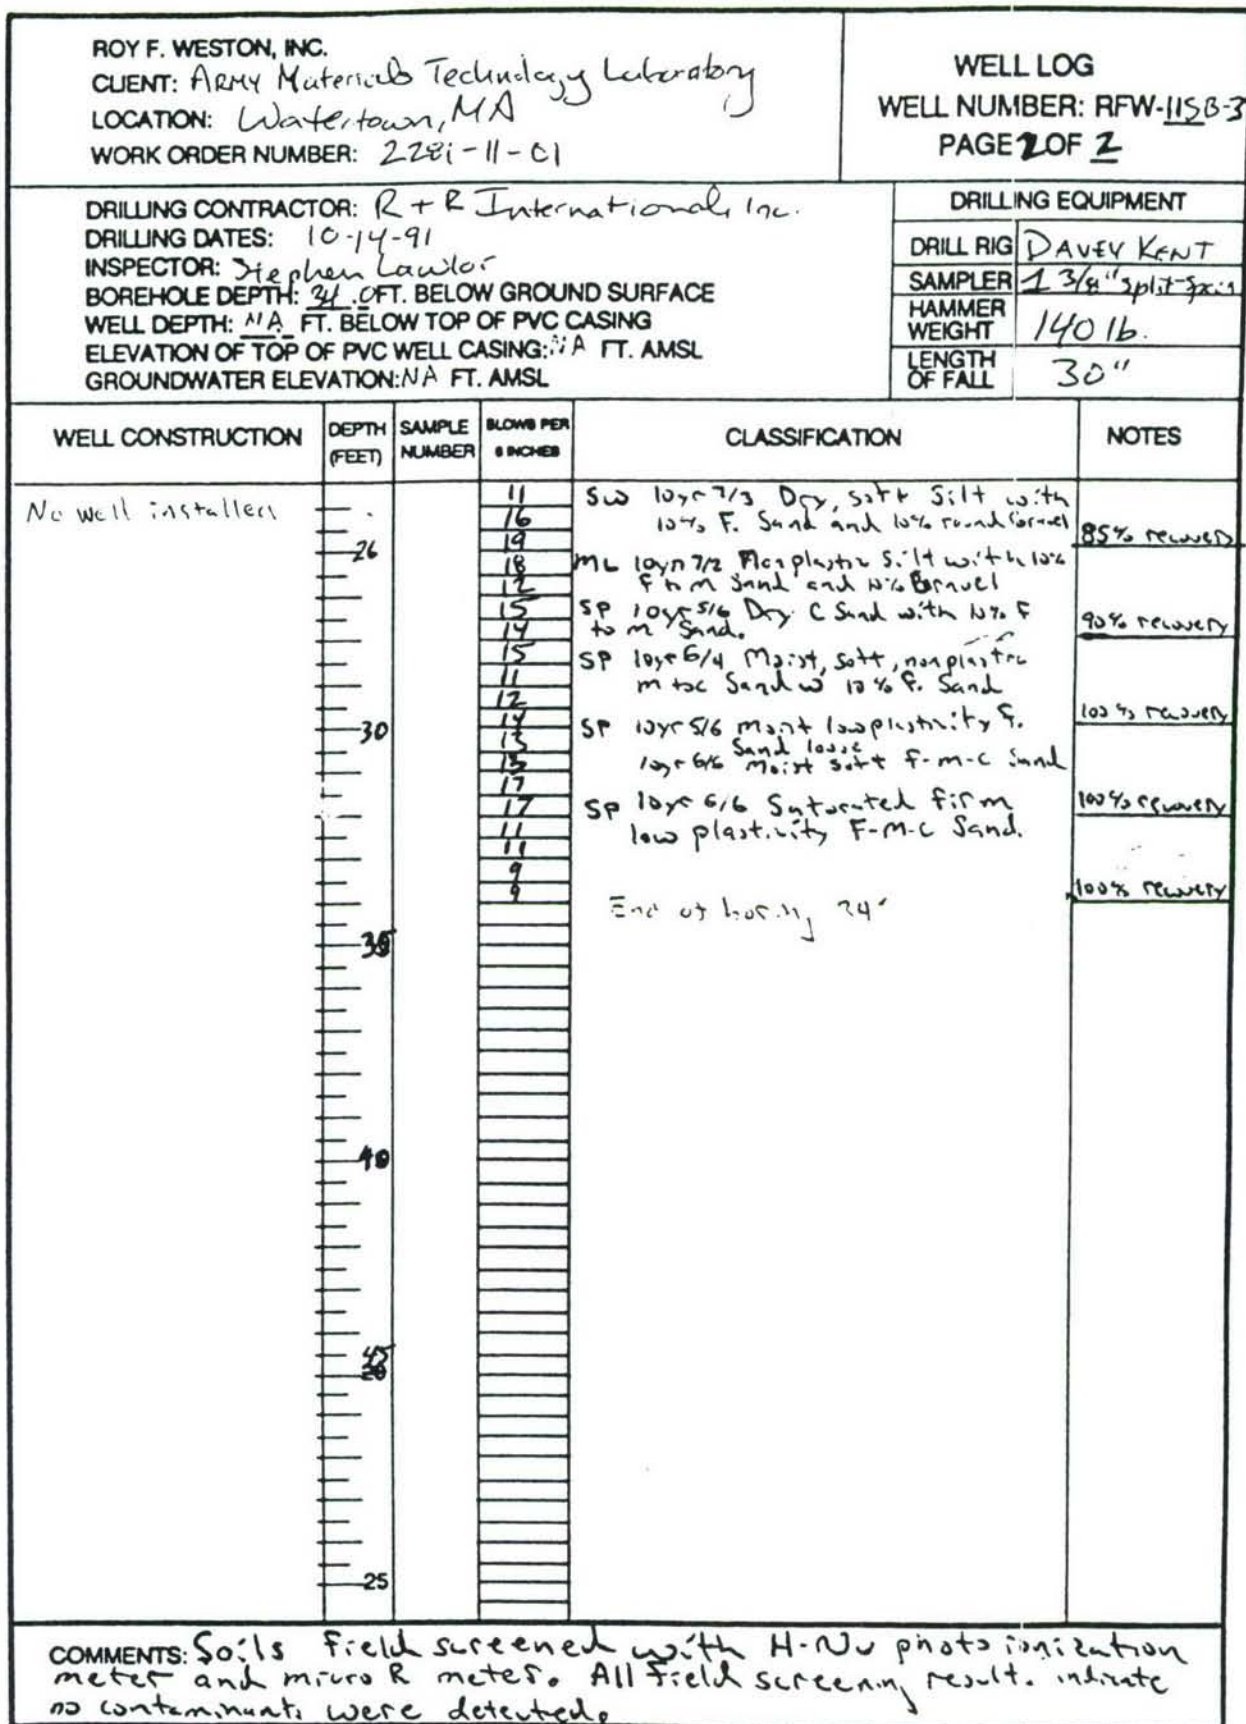 ROY F. WESTON, INC.
CLIENT: ARMY Materials Technology Laboratory
LOCATION: Watertown, MA
WORK ORDER NUMBER: 2281-11-01
WELL LOG
WELL NUMBER: RFW-11SB-3
PAGE 2 OF 2
DRILLING CONTRACTOR: R + R International, Inc.
DRILLING DATES: 10-14-91
INSPECTOR: Stephen Lawlor
BOREHOLE DEPTH: 34.0 FT. BELOW GROUND SURFACE
WELL DEPTH: NA FT. BELOW TOP OF PVC CASING
ELEVATION OF TOP OF PVC WELL CASING: NA FT. AMSL
GROUNDWATER ELEVATION: NA FT. AMSL
DRILLING EQUIPMENT
DRILL RIG DAVEY KENT
SAMPLER 1 3/8" split-spoon
HAMMER WEIGHT 140 lb.
LENGTH OF FALL 30"
WELL CONSTRUCTION DEPTH (FEET) SAMPLE NUMBER BLOWS PER 6 INCHES CLASSIFICATION NOTES
No well installed
11 SW 10yr 7/3 Dry, soft Silt with
16 10% F. Sand and 10% round Gravel
19 85% recovery
26
18 ML 10yr 7/2 Nonplastic Silt with 10%
12 F to m Sand and 10% Gravel
15 SP 10yr 5/6 Dry C Sand with 10% F
14 to m Sand. 90% recovery
15 SP 10yr 6/4 Moist, soft, nonplastic
11 m to c Sand w 10% F. Sand
12 100% recovery
30
14 SP 10yr 5/6 moist low plasticity F.
13 Sand loose
13 10yr 6/6 Moist soft F-m-c Sand
17
17 SP 10yr 6/6 Saturated firm 100% recovery
11 low plasticity F-M-C Sand.
11
9
9 100% recovery
End of boring 34'
35
40
45
25
COMMENTS: Soils field screened with H-Nu photo ionization
meter and micro R meter. All field screening result. indicate
no contaminants were detected.